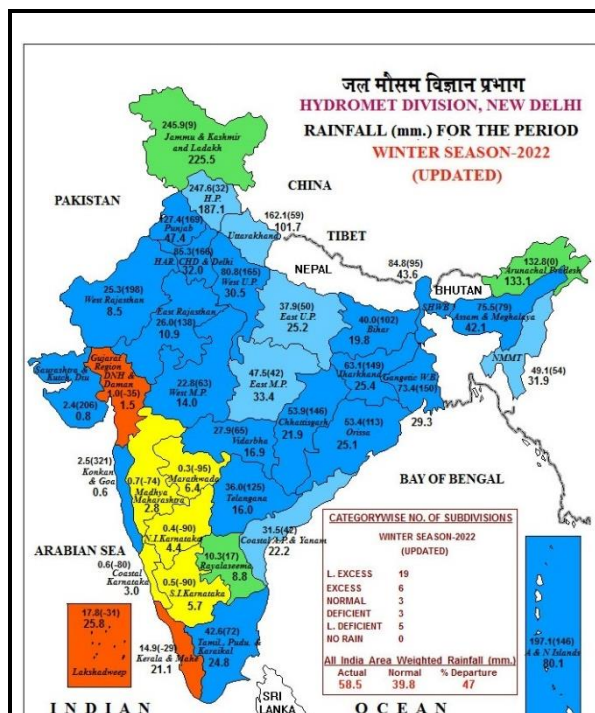 जल मौसम विज्ञान प्रभाग
HYDROMET DIVISION, NEW DELHI
RAINFALL (mm.) FOR THE PERIOD
WINTER SEASON-2022
(UPDATED)
245.9(9)
Jammu & Kashmir
and Ladakh
225.5
CHINA
247.6(32)
H.P.
187.1
PAKISTAN
162.1(59)
Uttarakhand
101.7
TIBET
127.4(169)
Punjab
47.4
85.3(166)
HAR. CHD & Delhi
32.0
80.8(165)
West U.P.
30.5
NEPAL
84.8(95)
43.6
SHWB
BHUTAN
132.8(0)
Arunachal Pradesh
133.1
25.3(198)
West Rajasthan
8.5
East Rajasthan
26.0(138)
10.9
37.9(50)
East U.P.
25.2
40.0(102)
Bihar
19.8
75.5(79)
Assam & Meghalaya
42.1
NMMT
49.1(54)
31.9
Saurashtra &
Kutch, Diu
2.4(206)
0.8
Gujarat
Region
DNH &
Daman
1.0(-35)
1.5
22.8(63)
West M.P.
14.0
47.5(42)
East M.P.
33.4
63.1(149)
Jharkhand
25.4
Gangetic W.B.
73.4(150)
29.3
53.9(146)
Chhattisgarh
21.9
53.4(113)
Orissa
25.1
27.9(65)
Vidarbha
16.9
2.5(321)
Konkan
& Goa
0.6
0.7(-74)
Madhya
Maharashtra
2.8
0.3(-95)
Marathwada
6.4
36.0(125)
Telangana
16.0
BAY OF BENGAL
ARABIAN SEA
0.4(-90)
N.I.Karnataka
4.4
31.5(42)
Coastal A.P. & Yanam
22.2
0.6(-80)
Coastal
Karnataka
3.0
10.3(17)
Rayalaseema
8.8
0.5(-90)
S.I.Karnataka
5.7
17.8(-31)
25.8
Lakshadweep
14.9(-29)
Kerala & Mahe
21.1
42.6(72)
Tamil, Pudu. &
Karaikal
24.8
CATEGORYWISE NO. OF SUBDIVISIONS
WINTER SEASON-2022
(UPDATED)
L. EXCESS 19
EXCESS 6
NORMAL 3
DEFICIENT 3
L. DEFICIENT 5
NO RAIN 0
All India Area Weighted Rainfall (mm.)
Actual Normal % Departure
58.5 39.8 47
197.1(146)
A & N Islands
80.1
SRI
LANKA
INDIAN OCEAN